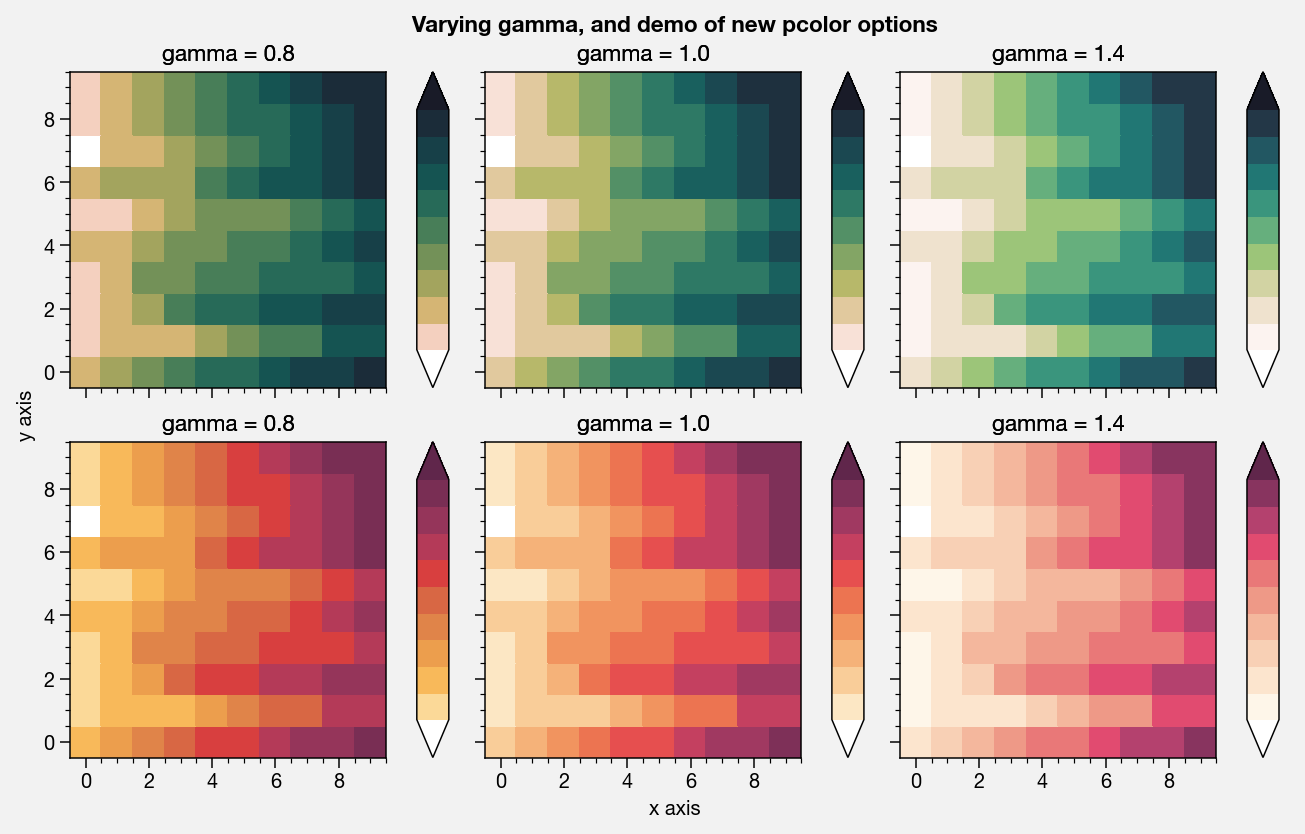 Varying gamma, and demo of new pcolor options
gamma = 0.8
gamma = 1.0
gamma = 1.4
8
6
4
2
0
y axis
gamma = 0.8
gamma = 1.0
gamma = 1.4
8
6
4
2
0
0 2 4 6 8
0 2 4 6 8
0 2 4 6 8
x axis